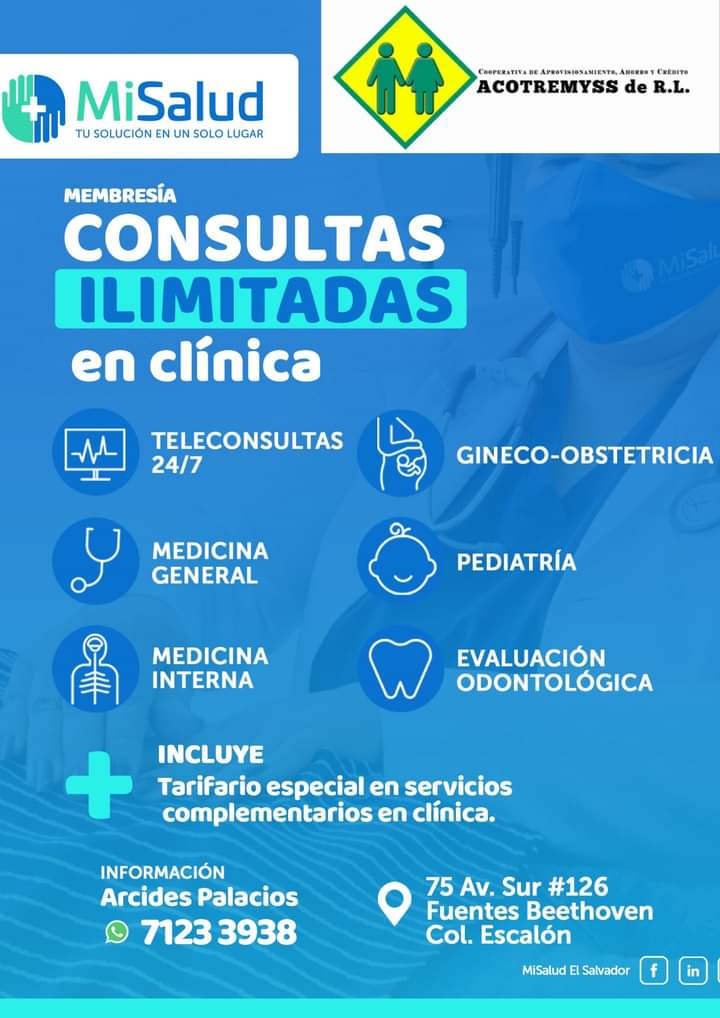 MiSalud
TU SOLUCIÓN EN UN SOLO LUGAR
COOPERATIVA DE APROVISIONAMIENTO, AHORRO Y CRÉDITO
ACOTREMYSS DE R.L.
MEMBRESÍA
CONSULTAS
ILIMITADAS
en clínica
TELECONSULTAS
24/7
GINECO-OBSTETRICIA
MEDICINA
GENERAL
PEDIATRÍA
MEDICINA
INTERNA
EVALUACIÓN
ODONTOLÓGICA
INCLUYE
Tarifario especial en servicios
complementarios en clínica.
INFORMACIÓN
Arcides Palacios
7123 3938
75 Av. Sur #126
Fuentes Beethoven
Col. Escalón
MiSalud El Salvador
f
in
MiSalu